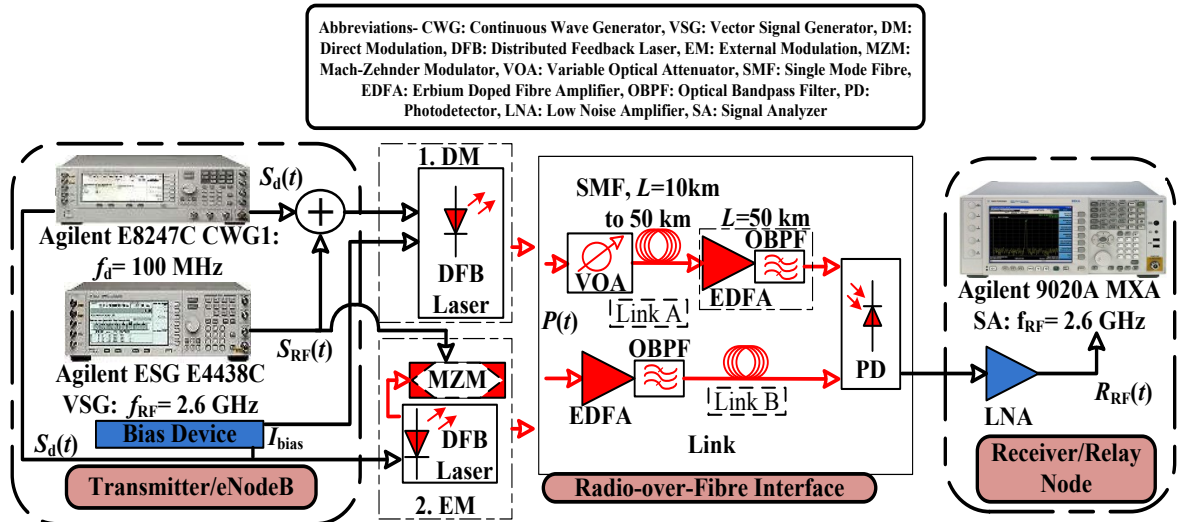 Abbreviations- CWG: Continuous Wave Generator, VSG: Vector Signal Generator, DM:
Direct Modulation, DFB: Distributed Feedback Laser, EM: External Modulation, MZM:
Mach-Zehnder Modulator, VOA: Variable Optical Attenuator, SMF: Single Mode Fibre,
EDFA: Erbium Doped Fibre Amplifier, OBPF: Optical Bandpass Filter, PD:
Photodetector, LNA: Low Noise Amplifier, SA: Signal Analyzer
Sd(t)
Agilent E8247C CWG1:
fd= 100 MHz
SRF(t)
Agilent ESG E4438C
VSG: fRF= 2.6 GHz
Bias Device
Ibias
Sd(t)
Transmitter/eNodeB
1. DM
DFB
Laser
MZM
DFB
Laser
2. EM
SMF, L=10km
to 50 km
L=50 km
OBPF
VOA
EDFA
Link A
P(t)
OBPF
EDFA
Link B
PD
Link
Radio-over-Fibre Interface
Agilent 9020A MXA
SA: fRF= 2.6 GHz
RRF(t)
LNA
Receiver/Relay
Node